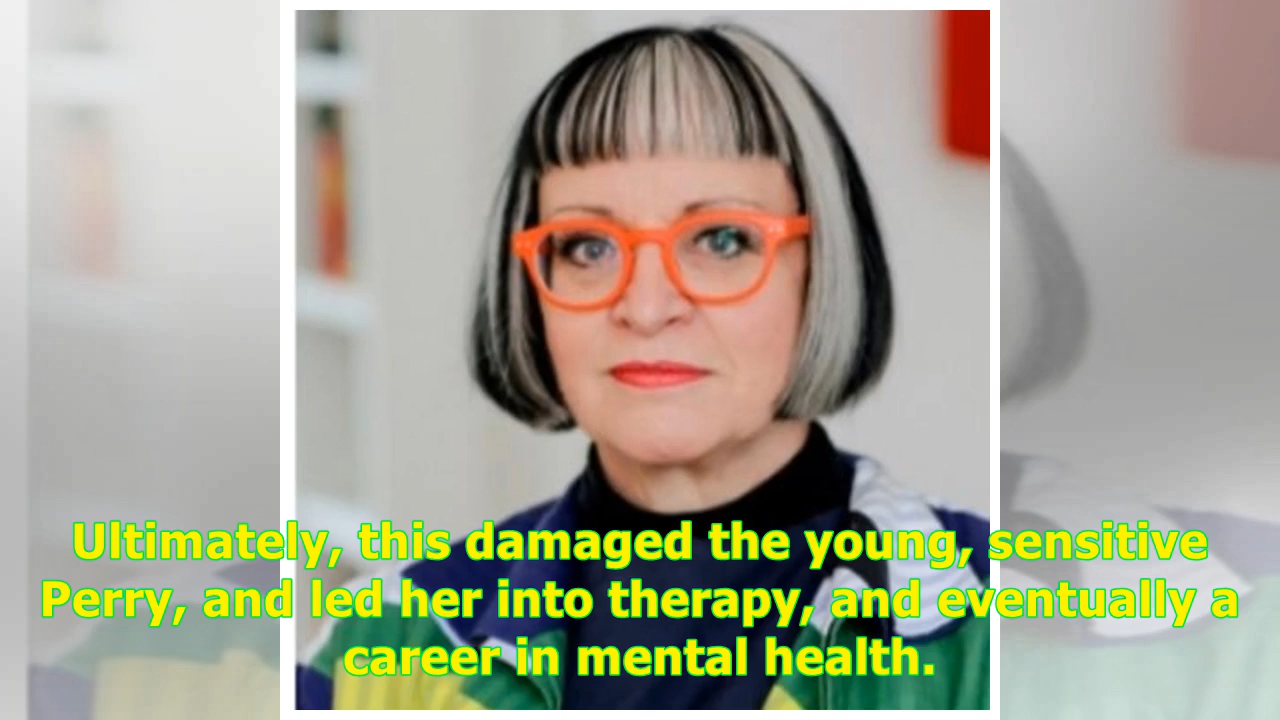 Ultimately, this damaged the young, sensitive
Perry, and led her into therapy, and eventually a
career in mental health.